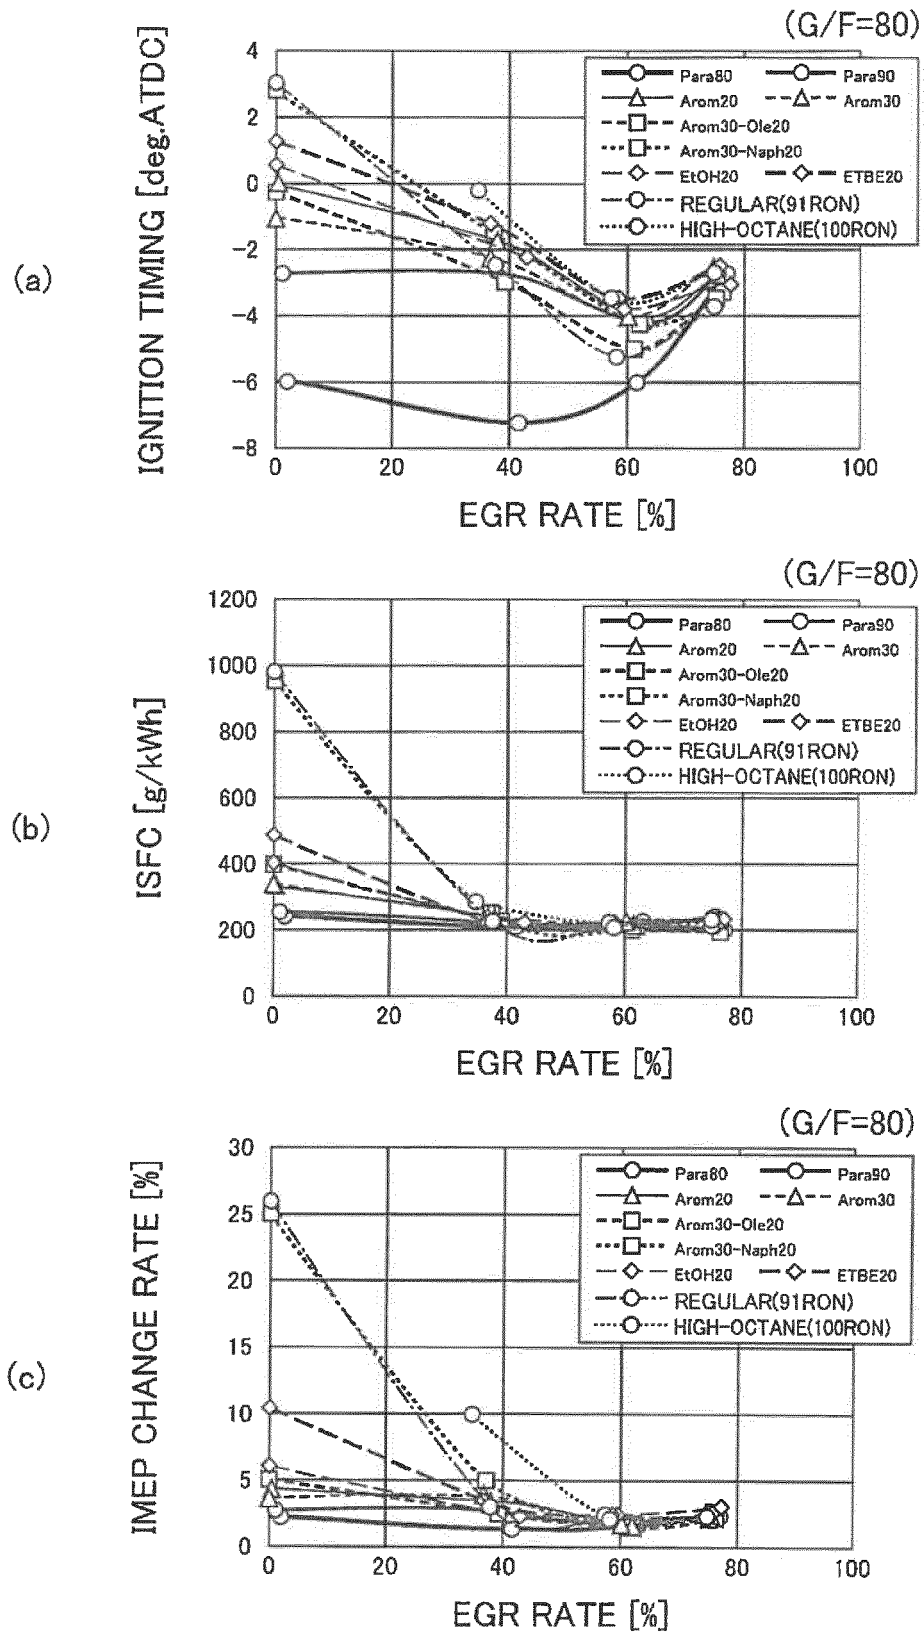 (G/F=80)
4
2
0
-2
-4
-6
-8
IGNITION TIMING [deg.ATDC]
Para80 Para90
Arom20 Arom30
Arom30-Ole20
Arom30-Naph20
EtOH20 ETBE20
REGULAR(91RON)
HIGH-OCTANE(100RON)
(a)
0 20 40 60 80 100
EGR RATE [%]
(G/F=80)
1200
1000
800
600
400
200
0
ISFC [g/kWh]
Para80 Para90
Arom20 Arom30
Arom30-Ole20
Arom30-Naph20
EtOH20 ETBE20
REGULAR(91RON)
HIGH-OCTANE(100RON)
(b)
0 20 40 60 80 100
EGR RATE [%]
(G/F=80)
30
25
20
15
10
5
0
IMEP CHANGE RATE [%]
Para80 Para90
Arom20 Arom30
Arom30-Ole20
Arom30-Naph20
EtOH20 ETBE20
REGULAR(91RON)
HIGH-OCTANE(100RON)
(c)
0 20 40 60 80 100
EGR RATE [%]